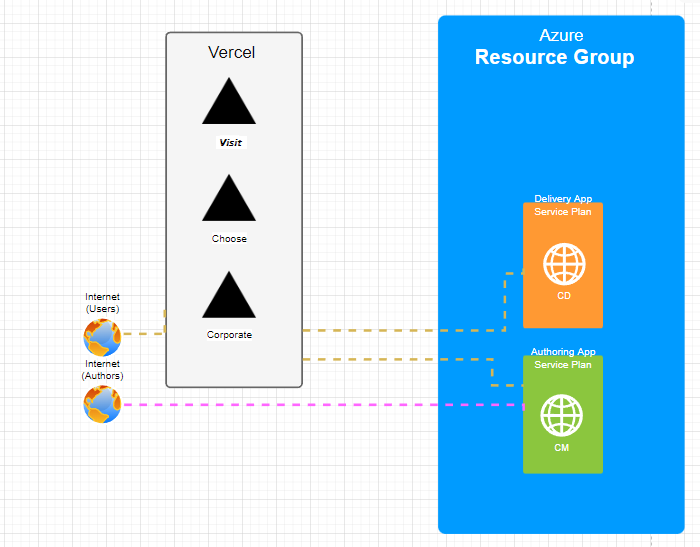 Vercel
Visit
Choose
Corporate
Internet
(Users)
Internet
(Authors)
Azure
Resource Group
Delivery App
Service Plan
CD
Authoring App
Service Plan
CM